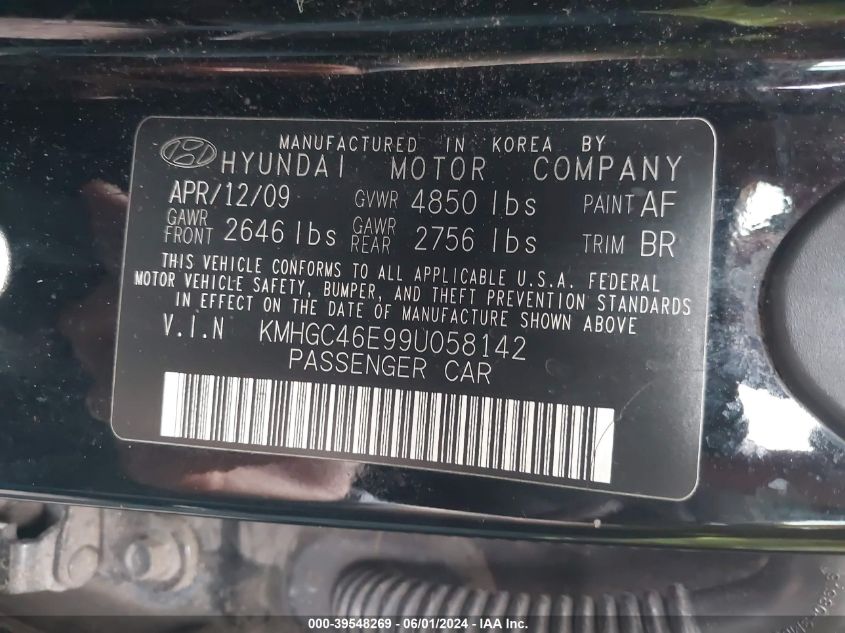 MANUFACTURED IN KOREA BY
HYUNDAI MOTOR COMPANY
APR/12/09 GVWR 4850 lbs PAINT AF
GAWR FRONT 2646 lbs GAWR REAR 2756 lbs TRIM BR
THIS VEHICLE CONFORMS TO ALL APPLICABLE U.S.A. FEDERAL
MOTOR VEHICLE SAFETY, BUMPER, AND THEFT PREVENTION STANDARDS
IN EFFECT ON THE DATE OF MANUFACTURE SHOWN ABOVE
V.I.N KMHGC46E99U058142
PASSENGER CAR
000-39548269 - 06/01/2024 - IAA Inc.